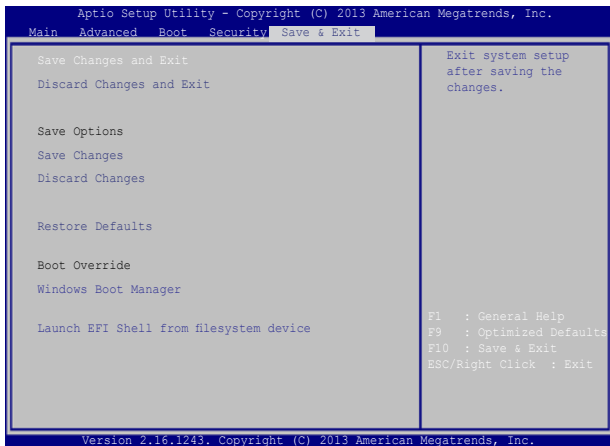 Aptio Setup Utility - Copyright (C) 2013 American Megatrends, Inc.
Main Advanced Boot Security Save & Exit
Save Changes and Exit
Discard Changes and Exit
Save Options
Save Changes
Discard Changes
Restore Defaults
Boot Override
Windows Boot Manager
Launch EFI Shell from filesystem device
Exit system setup
after saving the
changes.
F1 : General Help
F9 : Optimized Defaults
F10 : Save & Exit
ESC/Right Click : Exit
Version 2.16.1243. Copyright (C) 2013 American Megatrends, Inc.